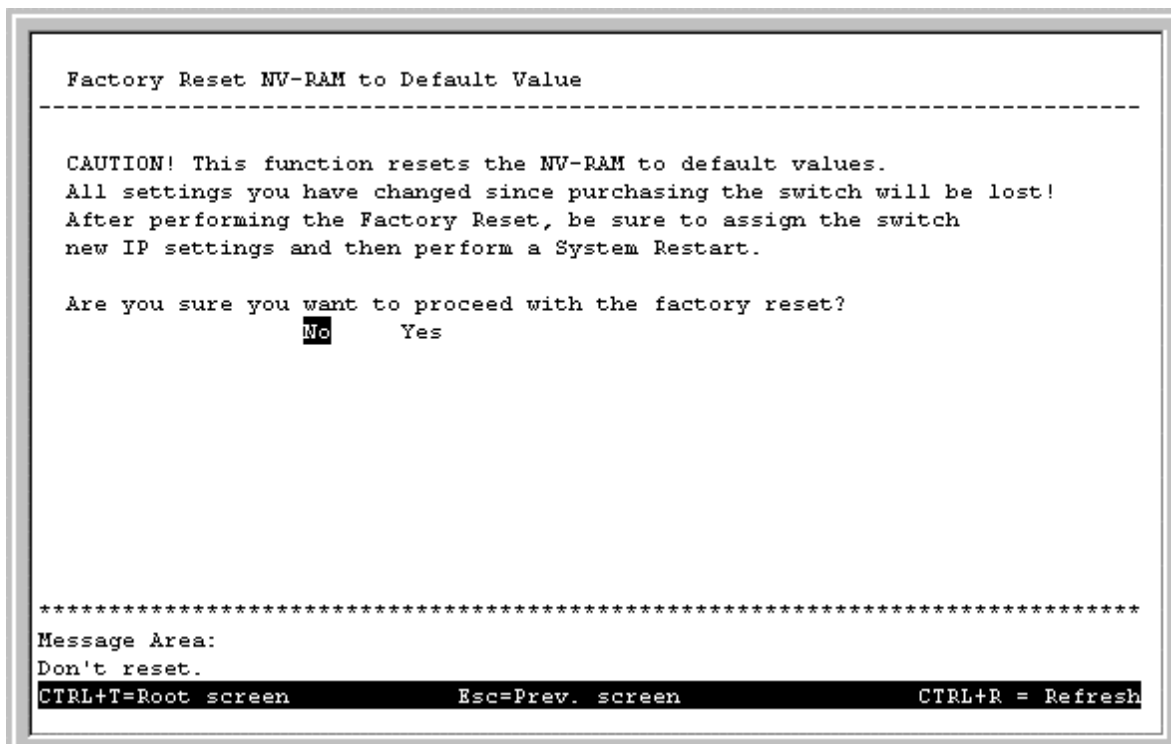 Factory Reset NV-RAM to Default Value
-------------------------------------------------------------------------------
CAUTION! This function resets the NV-RAM to default values.
All settings you have changed since purchasing the switch will be lost!
After performing the Factory Reset, be sure to assign the switch
new IP settings and then perform a System Restart.
Are you sure you want to proceed with the factory reset?
No Yes
*******************************************************************************
Message Area:
Don't reset.
CTRL+T=Root screen Esc=Prev. screen CTRL+R = Refresh